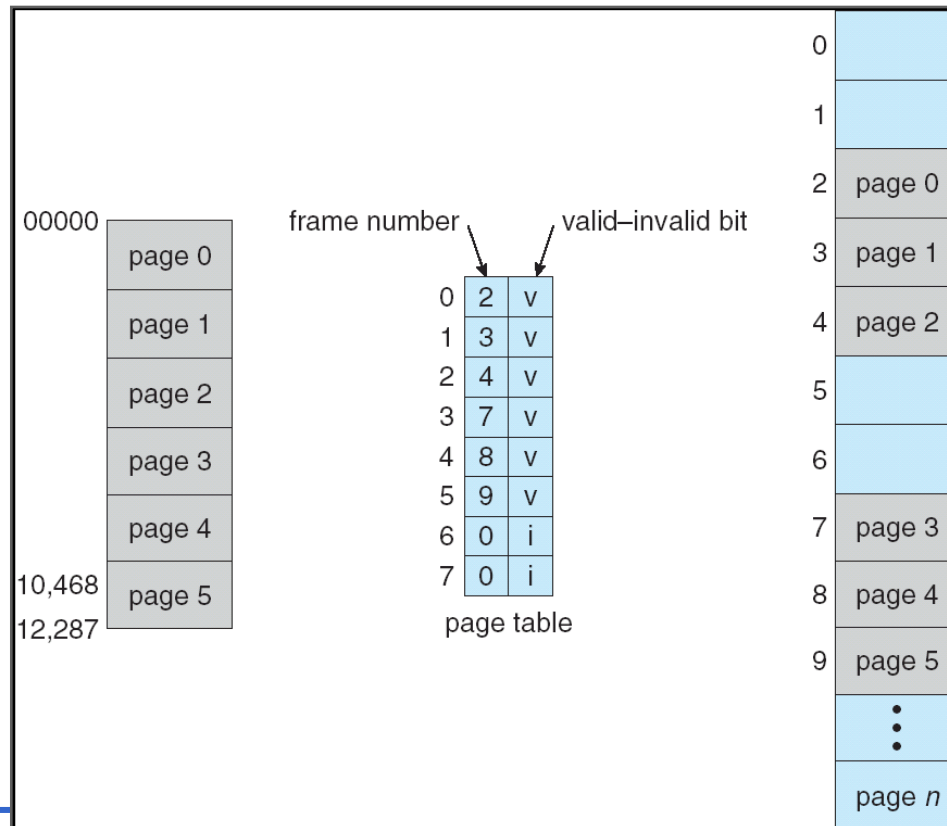 00000
page 0
page 1
page 2
page 3
page 4
10,468
page 5
12,287
frame number
valid–invalid bit
0 2 v
1 3 v
2 4 v
3 7 v
4 8 v
5 9 v
6 0 i
7 0 i
page table
0
1
2 page 0
3 page 1
4 page 2
5
6
7 page 3
8 page 4
9 page 5
page n